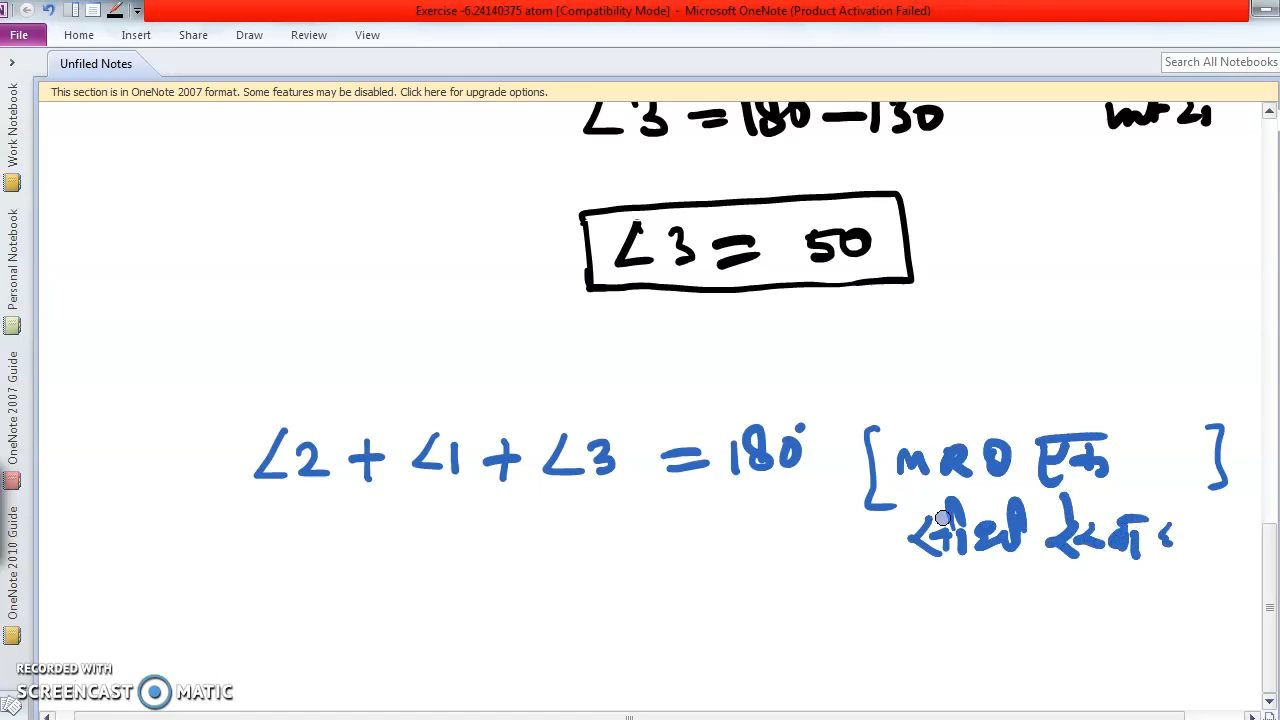 Exercise -6.24140375 atom [Compatibility Mode] - Microsoft OneNote (Product Activation Failed)
File Home Insert Share Draw Review View
Unfiled Notes
Search All Notebooks
This section is in OneNote 2007 format. Some features may be disabled. Click here for upgrade options.
Web Notebook
Personal Notebook
OneNote 2007 Guide
OneNote 2010 Guide
∠3 = 180 - 130
∠3 = 50
∠2 + ∠1 + ∠3 = 180° [ M R O एक ]
RECORDED WITH
SCREENCAST MATIC